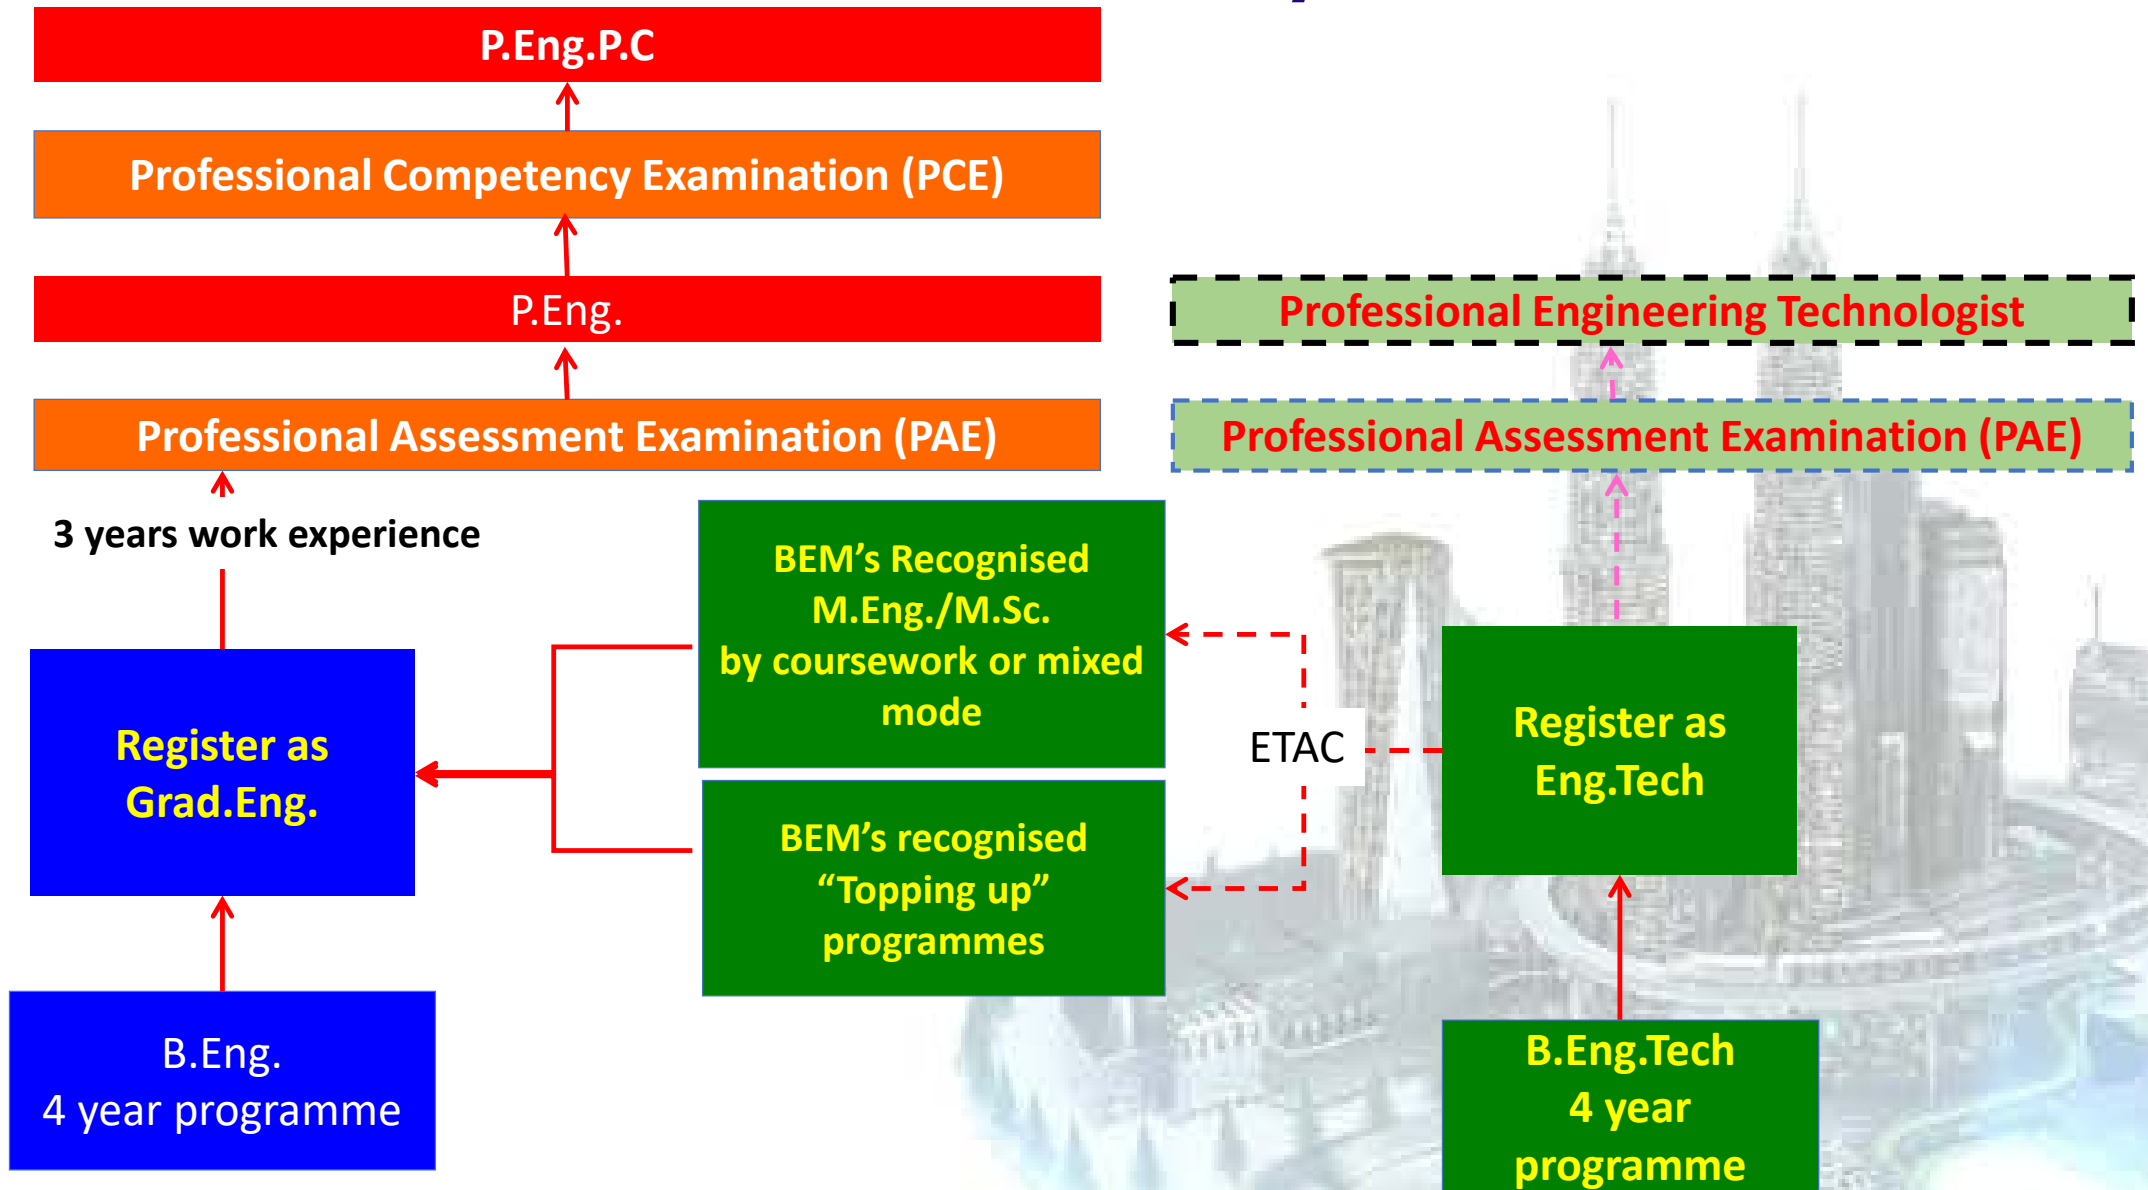 P.Eng.P.C
Professional Competency Examination (PCE)
P.Eng.
Professional Engineering Technologist
Professional Assessment Examination (PAE)
Professional Assessment Examination (PAE)
3 years work experience
BEM’s Recognised
M.Eng./M.Sc.
by coursework or mixed
mode
Register as
Grad.Eng.
ETAC
Register as
Eng.Tech
BEM’s recognised
“Topping up”
programmes
B.Eng.
4 year programme
B.Eng.Tech
4 year
programme